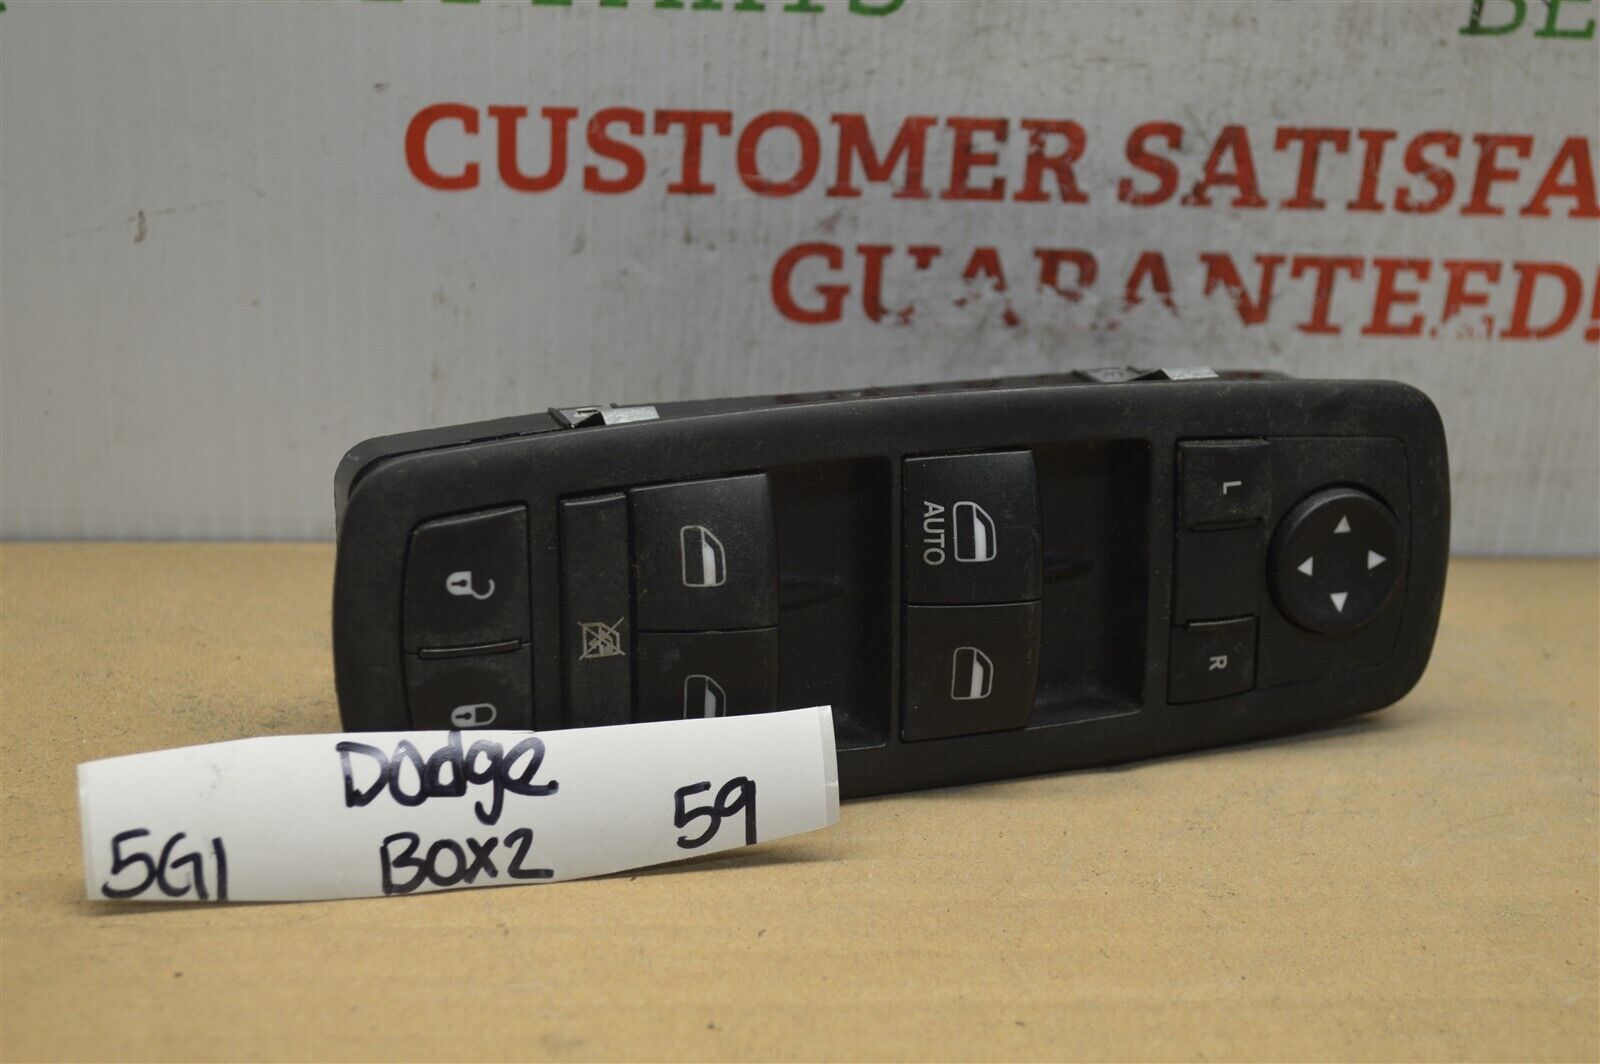 CUSTOMER SATISFA
GUARANTEED!
AUTO
L
R
Dodge
5G1 BOX2 59